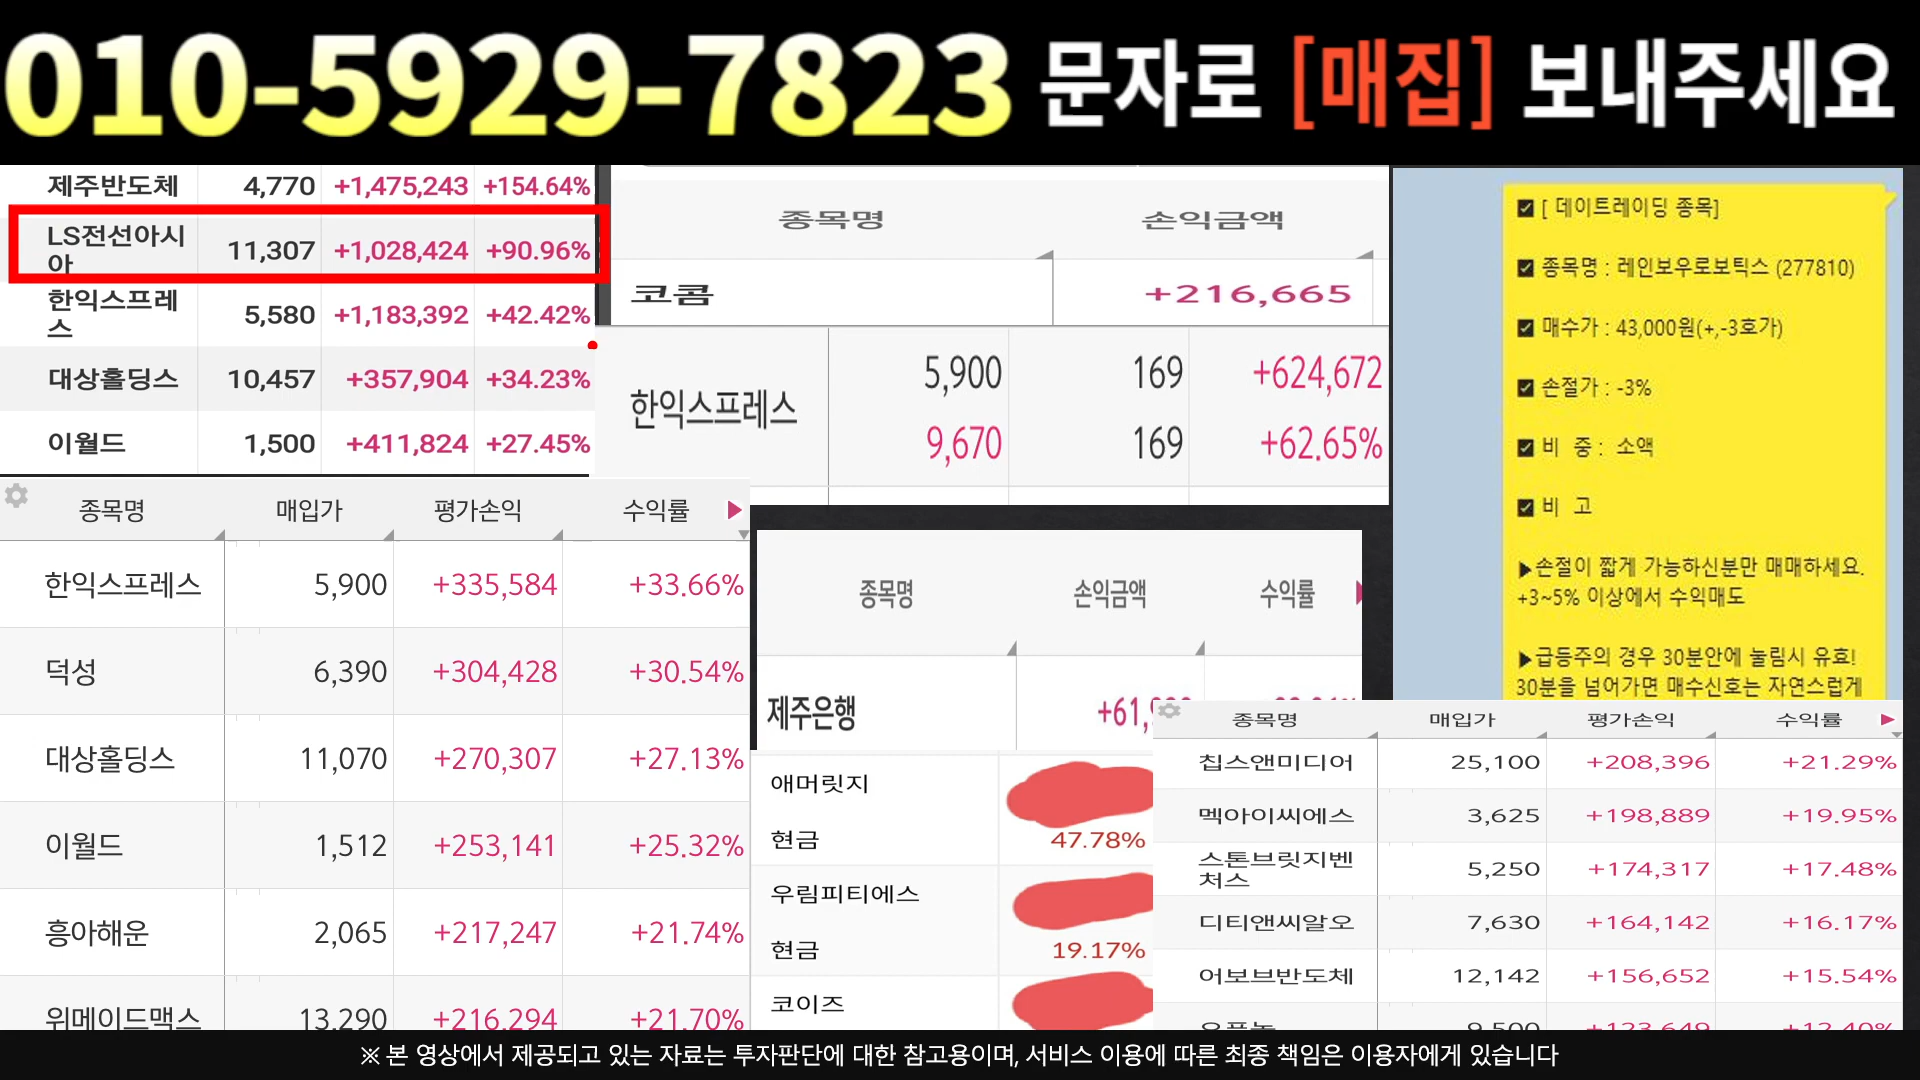 010-5929-7823 문자로 [매집] 보내주세요
제주반도체 4,770 +1,475,243 +154.64%
LS전선아시
아 11,307 +1,028,424 +90.96%
한익스프레
스 5,580 +1,183,392 +42.42%
대상홀딩스 10,457 +357,904 +34.23%
이월드 1,500 +411,824 +27.45%
종목명 손익금액
코콤 +216,665
한익스프레스
5,900 169 +624,672
9,670 169 +62.65%
[ 데이트레이딩 종목]
종목명 : 레인보우로보틱스 (277810)
매수가 : 43,000원(+,-3호가)
손절가 : -3%
비 중 : 소액
비 고
▶손절이 짧게 가능하신분만 매매하세요.
+3~5% 이상에서 수익매도
▶급등주의 경우 30분안에 눌림시 유효!
30분을 넘어가면 매수신호는 자연스럽게
종목명 매입가 평가손익 수익률
한익스프레스 5,900 +335,584 +33.66%
덕성 6,390 +304,428 +30.54%
대상홀딩스 11,070 +270,307 +27.13%
이월드 1,512 +253,141 +25.32%
흥아해운 2,065 +217,247 +21.74%
위메이드맥스 13,290 +216,294 +21.70%
종목명 손익금액 수익률
제주은행 +61,
애머릿지
현금 47.78%
우림피티에스
현금 19.17%
코이즈
종목명 매입가 평가손익 수익률
칩스앤미디어 25,100 +208,396 +21.29%
멕아이씨에스 3,625 +198,889 +19.95%
스톤브릿지벤
처스 5,250 +174,317 +17.48%
디티앤씨알오 7,630 +164,142 +16.17%
어보브반도체 12,142 +156,652 +15.54%
9,500 +123,649 +12.40%
※ 본 영상에서 제공되고 있는 자료는 투자판단에 대한 참고용이며, 서비스 이용에 따른 최종 책임은 이용자에게 있습니다